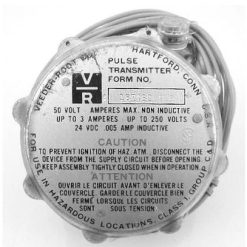 VEEDER-ROOT
HARTFORD, CONN.
V/R
PULSE
TRANSMITTER
FORM NO.
50 VOLT AMPERES MAX. NON INDUCTIVE
UP TO 3 AMPERES - UP TO 250 VOLTS
24 VDC .005 AMP INDUCTIVE
CAUTION
TO PREVENT IGNITION OF HAZ. ATM. DISCONNECT THE
DEVICE FROM THE SUPPLY CIRCUIT BEFORE OPENING.
KEEP ASSEMBLY TIGHTLY CLOSED WHEN IN OPERATION
ATTENTION
OUVRIR LE CIRCUIT AVANT D'ENLEVER LE
COUVERCLE GARDER LE COUVERCLE BIEN
FERME LORSQUE LES CIRCUITS
SONT SOUS TENSION.
FOR USE IN HAZARDOUS LOCATIONS, CLASS I, GROUP C & D